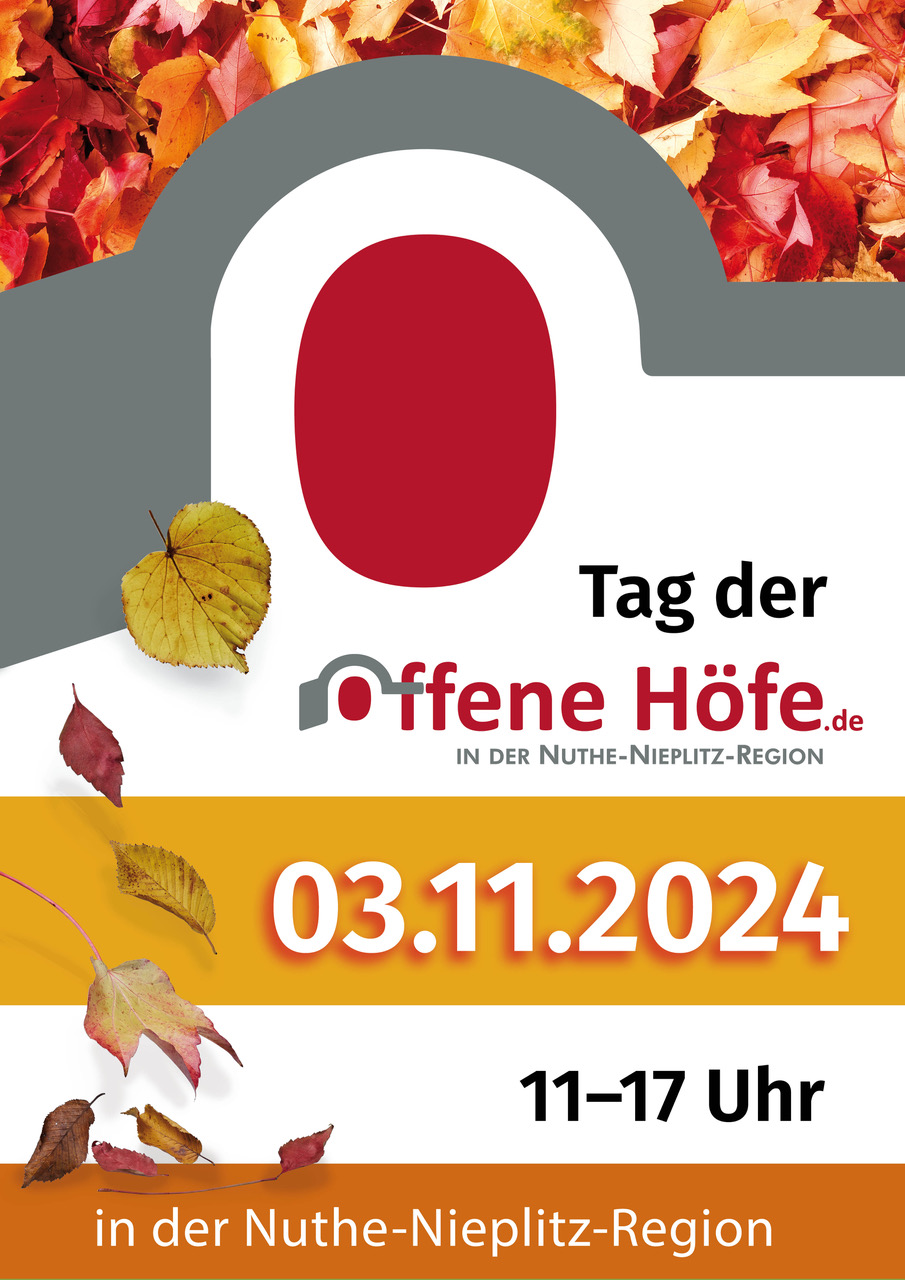 Tag der
Offene Höfe.de
IN DER NUTHE-NIEPLITZ-REGION
03.11.2024
11–17 Uhr
in der Nuthe-Nieplitz-Region